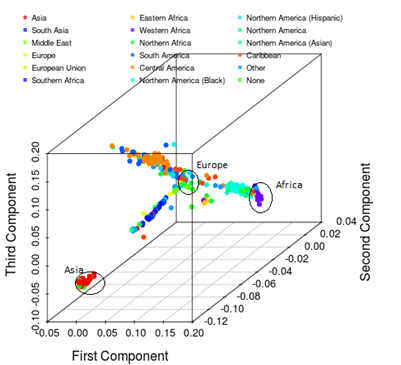 Asia
South Asia
Middle East
Europe
European Union
Southern Africa
Eastern Africa
Western Africa
Northern Africa
South America
Central America
Northern America (Black)
Northern America (Hispanic)
Northern America
Northern America (Asian)
Caribbean
Other
None
Europe
Africa
Asia
Third Component
0.20
0.15
0.10
0.05
0.00
-0.05
-0.10
-0.05 0.00 0.05 0.10 0.15 0.20
First Component
0.04
0.02
0.00
-0.02
-0.04
-0.06
-0.08
-0.10
-0.12
Second Component